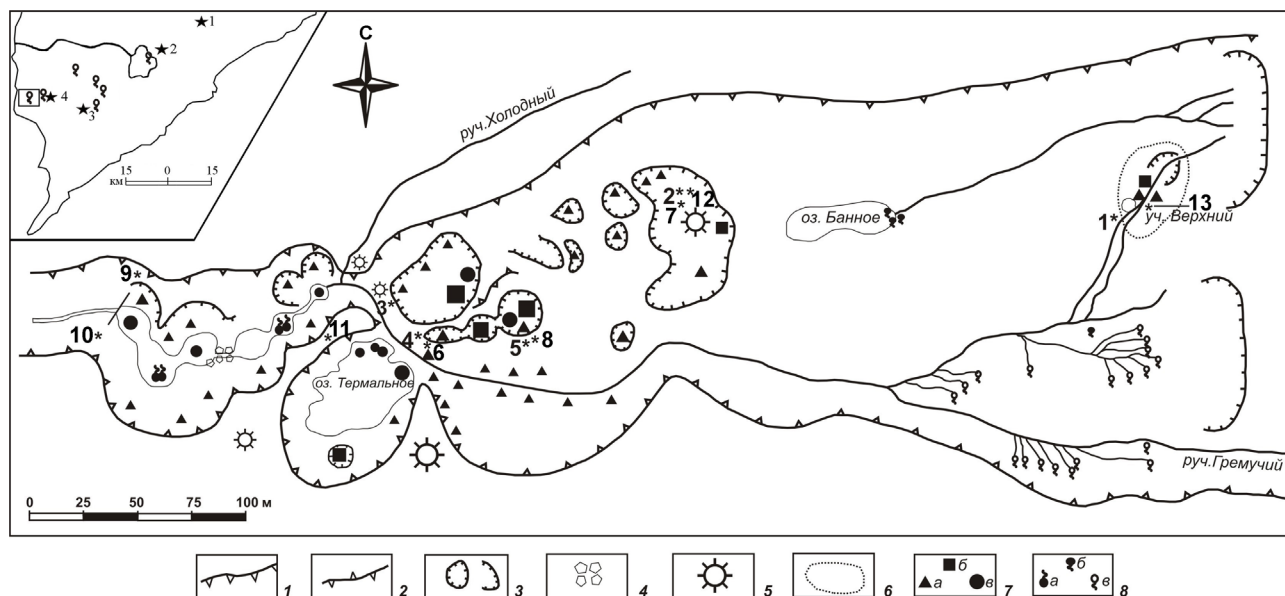 1
2
4
3
15 0 15
км
С
руч.Холодный
2** 12
7*
оз. Банное
13
1*
уч. Верхний
9*
3*
10*
11
*
4*
*6
5** 8
оз. Термальное
руч.Гремучий
0 25 50 75 100 м
1
2
3
4
5
6
б
а в
7
б
а в
8